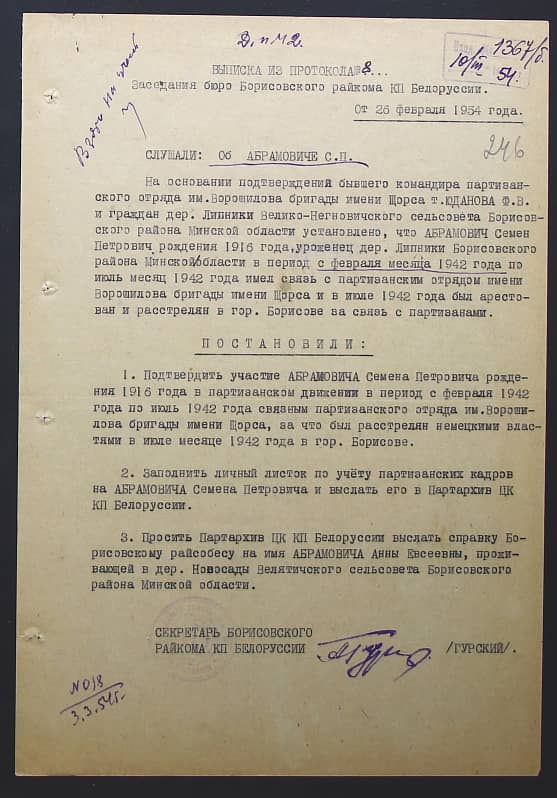 Д. п М2.
1367/б.
10/III 54г.
ВЫПИСКА ИЗ ПРОТОКОЛА № 8...
Заседания бюро Борисовского райкома КП Белоруссии.
От 26 февраля 1954 года.
246
СЛУШАЛИ: Об АБРАМОВИЧЕ С.П.
На основании подтверждений бывшего командира партизан-
ского отряда им.Ворошилова бригады имени Щорса т.ЮДАНОВА Ф.В.
и граждан дер. Липники Велико-Негновичского сельсовета Борисов-
ского района Минской области установлено, что АБРАМОВИЧ Семен
Петрович рождения 1916 года,уроженец дер. Липники Борисовского
района Минской области в период с февраля месяца 1942 года по
июль месяц 1942 года имел связь с партизанским отрядом имени
Ворошилова бригады имени Щорса и в июле 1942 года был аресто-
ван и расстрелян в гор. Борисове за связь с партизанами.
ПОСТАНОВИЛИ:
1. Подтвердить участие АБРАМОВИЧА Семена Петровича рожде-
ния 1916 года в партизанском движении в период с февраля 1942
года по июль 1942 года связным партизанского отряда им.Вороши-
лова бригады имени Щорса, за что был расстрелян немецкими влас-
тями в июле месяце 1942 года в гор. Борисове.
2. Заполнить личный листок по учёту партизанских кадров
на АБРАМОВИЧА Семена Петровича и выслать его в Партархив ЦК
КП Белоруссии.
3. Просить Партархив ЦК КП Белоруссии выслать справку Бо-
рисовскому райсобесу на имя АБРАМОВИЧА Анны Евсеевны, прожи-
вающей в дер. Новосады Велятичского сельсовета Борисовского
района Минской области.
СЕКРЕТАРЬ БОРИСОВСКОГО
РАЙКОМА КП БЕЛОРУССИИ /ГУРСКИЙ/.
№018
3.3.54г.